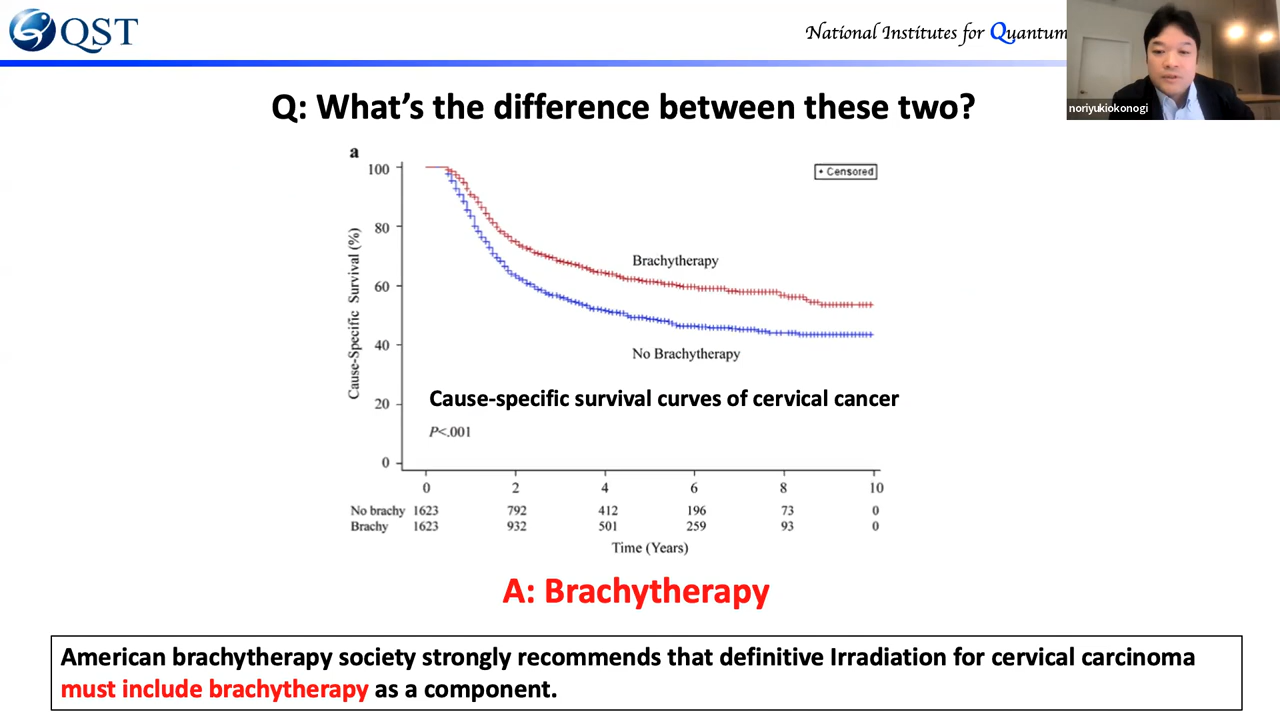 QST
National Institutes for Quantum
noriyukiokonogi
Q: What's the difference between these two?
a
Censored
100
80
60
40
20
0
Cause-Specific Survival (%)
Brachytherapy
No Brachytherapy
Cause-specific survival curves of cervical cancer
P<.001
0 2 4 6 8 10
No brachy 1623 792 412 196 73 0
Brachy 1623 932 501 259 93 0
Time (Years)
A: Brachytherapy
American brachytherapy society strongly recommends that definitive Irradiation for cervical carcinoma
must include brachytherapy as a component.